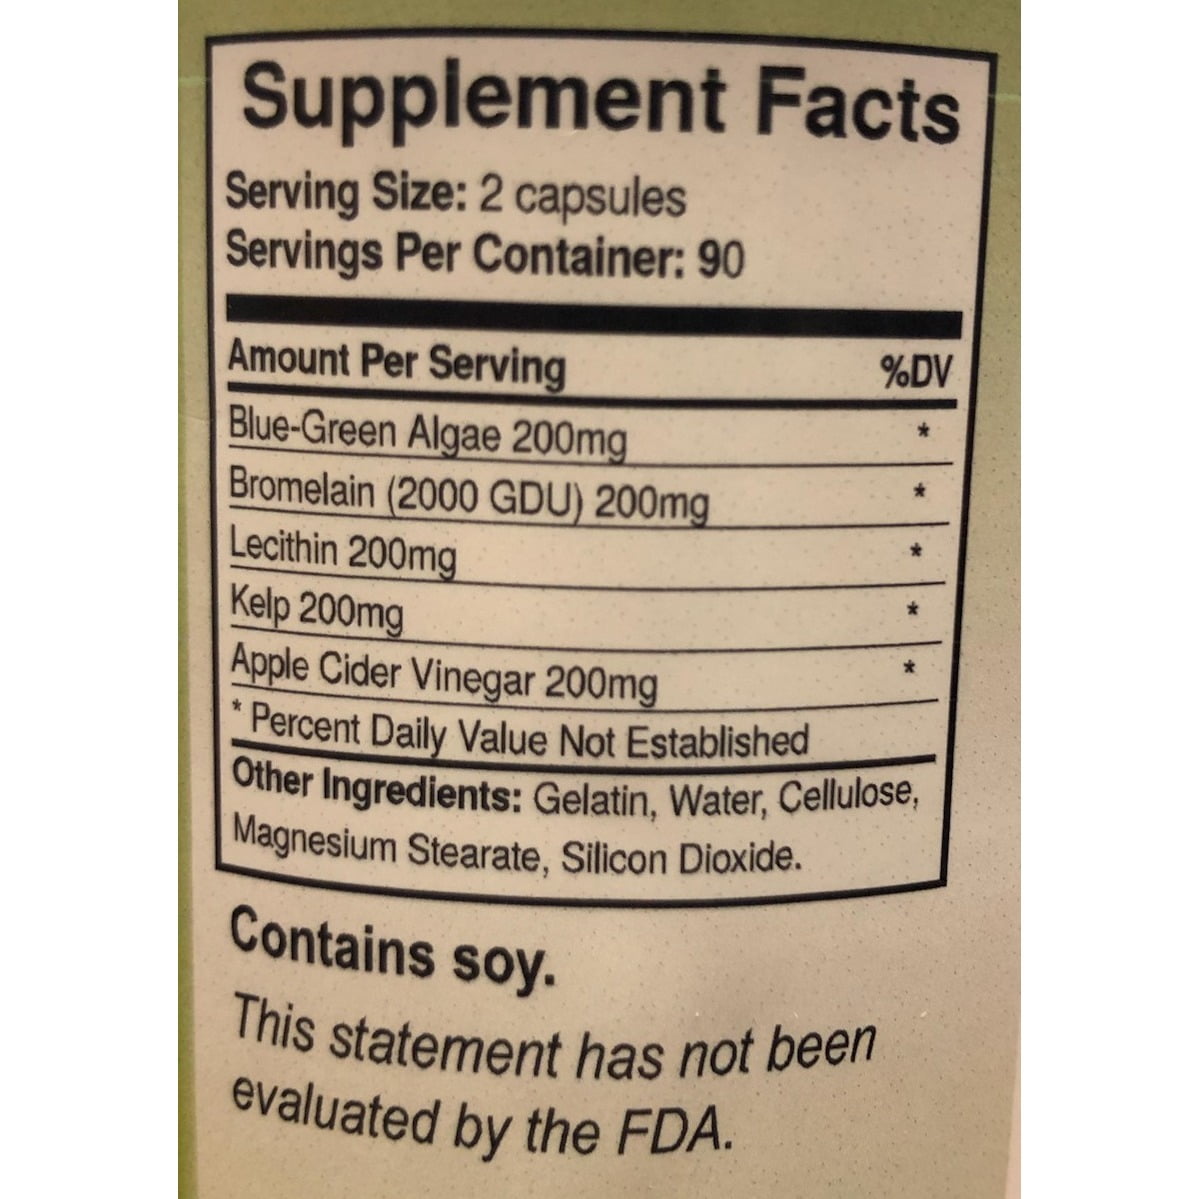 Supplement Facts
Serving Size: 2 capsules
Servings Per Container: 90
Amount Per Serving %DV
Blue-Green Algae 200mg *
Bromelain (2000 GDU) 200mg *
Lecithin 200mg *
Kelp 200mg *
Apple Cider Vinegar 200mg *
* Percent Daily Value Not Established
Other Ingredients: Gelatin, Water, Cellulose,
Magnesium Stearate, Silicon Dioxide.
Contains soy.
This statement has not been
evaluated by the FDA.